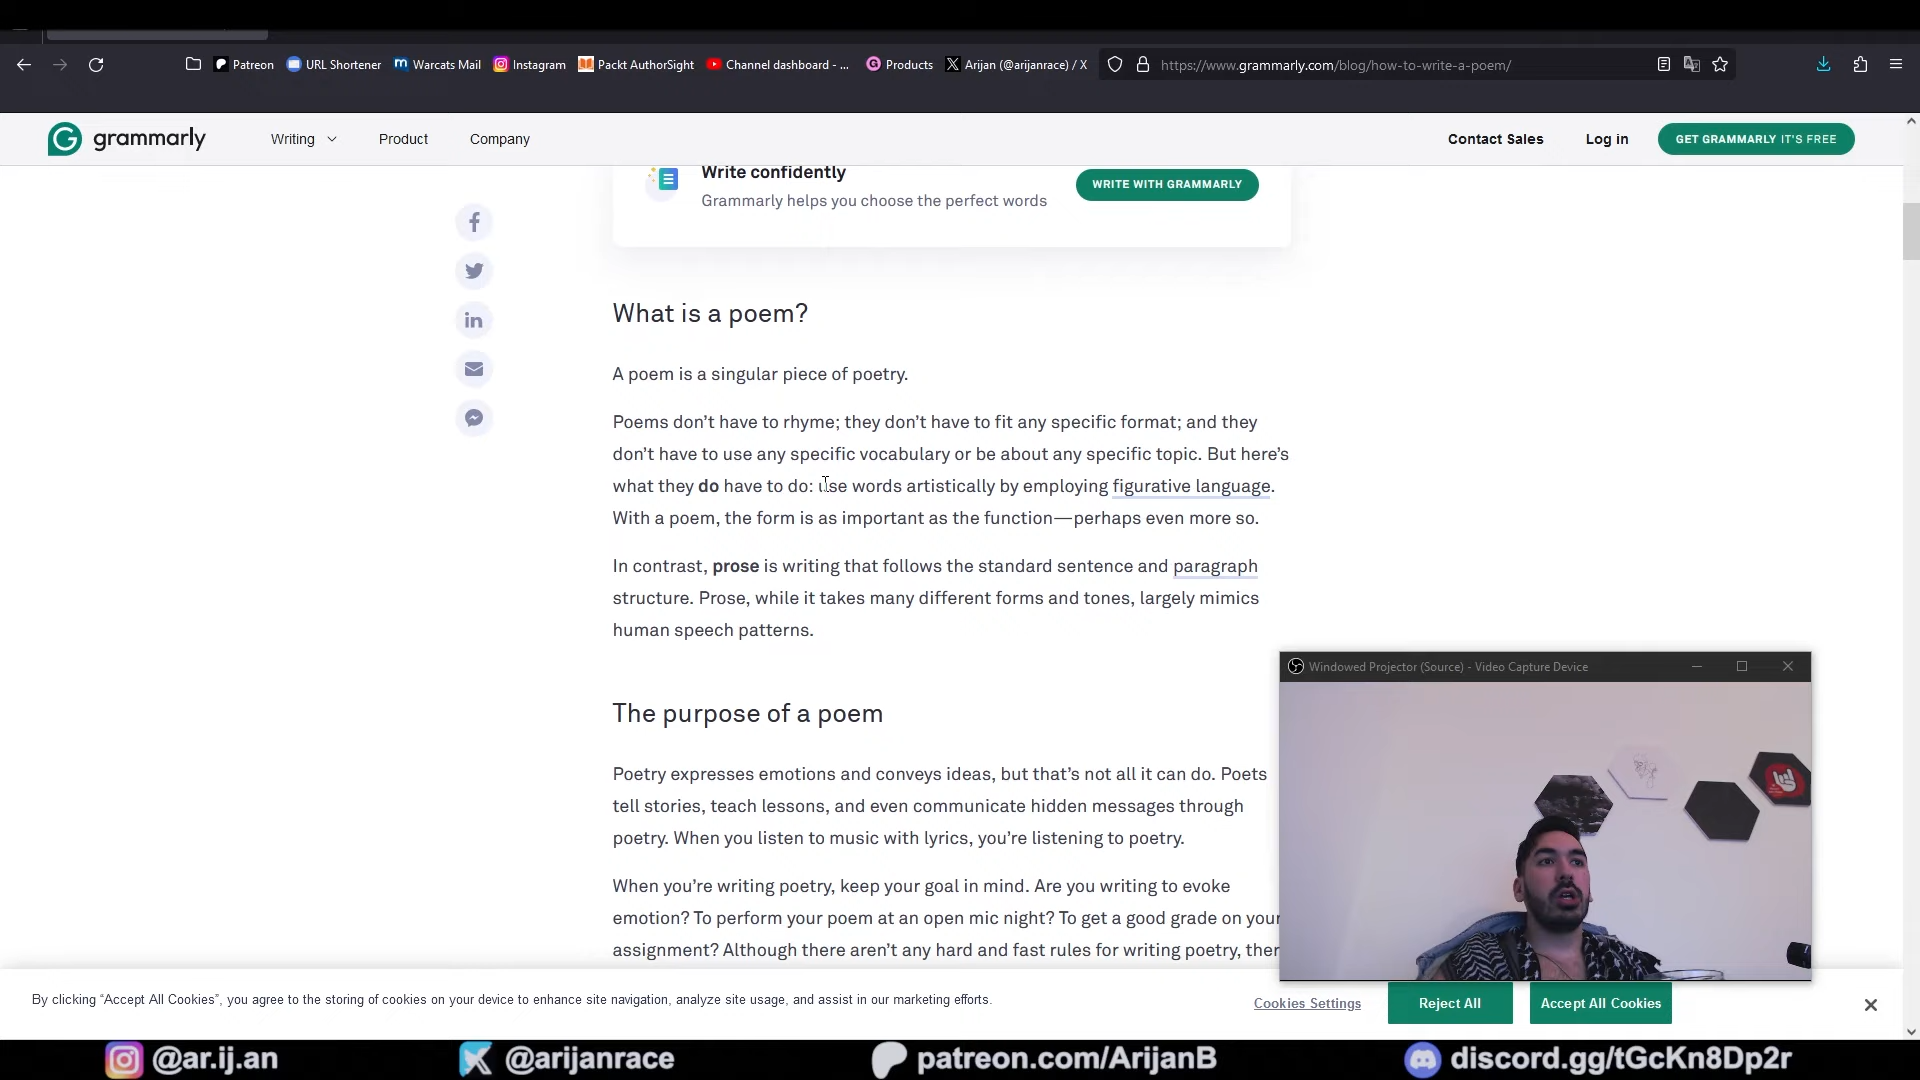 Patreon URL Shortener Warcats Mail Instagram Packt AuthorSight Channel dashboard - ... Products Arijan (@arijanrace) / X https://www.grammarly.com/blog/how-to-write-a-poem/
grammarly Writing Product Company Contact Sales Log in GET GRAMMARLY IT'S FREE
Write confidently
Grammarly helps you choose the perfect words
WRITE WITH GRAMMARLY
What is a poem?
A poem is a singular piece of poetry.
Poems don’t have to rhyme; they don’t have to fit any specific format; and they
don’t have to use any specific vocabulary or be about any specific topic. But here’s
what they do have to do: use words artistically by employing figurative language.
With a poem, the form is as important as the function—perhaps even more so.
In contrast, prose is writing that follows the standard sentence and paragraph
structure. Prose, while it takes many different forms and tones, largely mimics
human speech patterns.
The purpose of a poem
Poetry expresses emotions and conveys ideas, but that’s not all it can do. Poets
tell stories, teach lessons, and even communicate hidden messages through
poetry. When you listen to music with lyrics, you’re listening to poetry.
When you’re writing poetry, keep your goal in mind. Are you writing to evoke
emotion? To perform your poem at an open mic night? To get a good grade on your
assignment? Although there aren’t any hard and fast rules for writing poetry, ther
Windowed Projector (Source) - Video Capture Device
By clicking “Accept All Cookies”, you agree to the storing of cookies on your device to enhance site navigation, analyze site usage, and assist in our marketing efforts.
Cookies Settings Reject All Accept All Cookies
@ar.ij.an @arijanrace patreon.com/ArijanB discord.gg/tGcKn8Dp2r